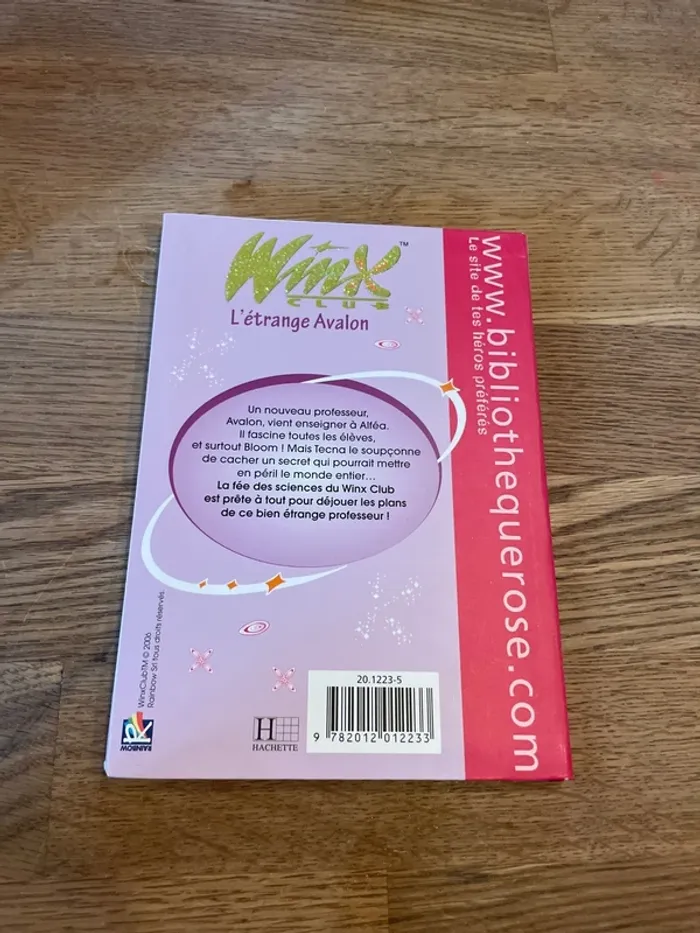 Winx
™
CLUB
L'étrange Avalon
Un nouveau professeur,
Avalon, vient enseigner à Alféa.
Il fascine toutes les élèves,
et surtout Bloom ! Mais Tecna le soupçonne
de cacher un secret qui pourrait mettre
en péril le monde entier...
La fée des sciences du Winx Club
est prête à tout pour déjouer les plans
de ce bien étrange professeur !
www.bibliothequerose.com
Le site de tes héros préférés
WinxClub™ © 2006
Rainbow Srl tous droits réservés.
RAINBOW
H
HACHETTE
20.1223-5
9 782012 012233